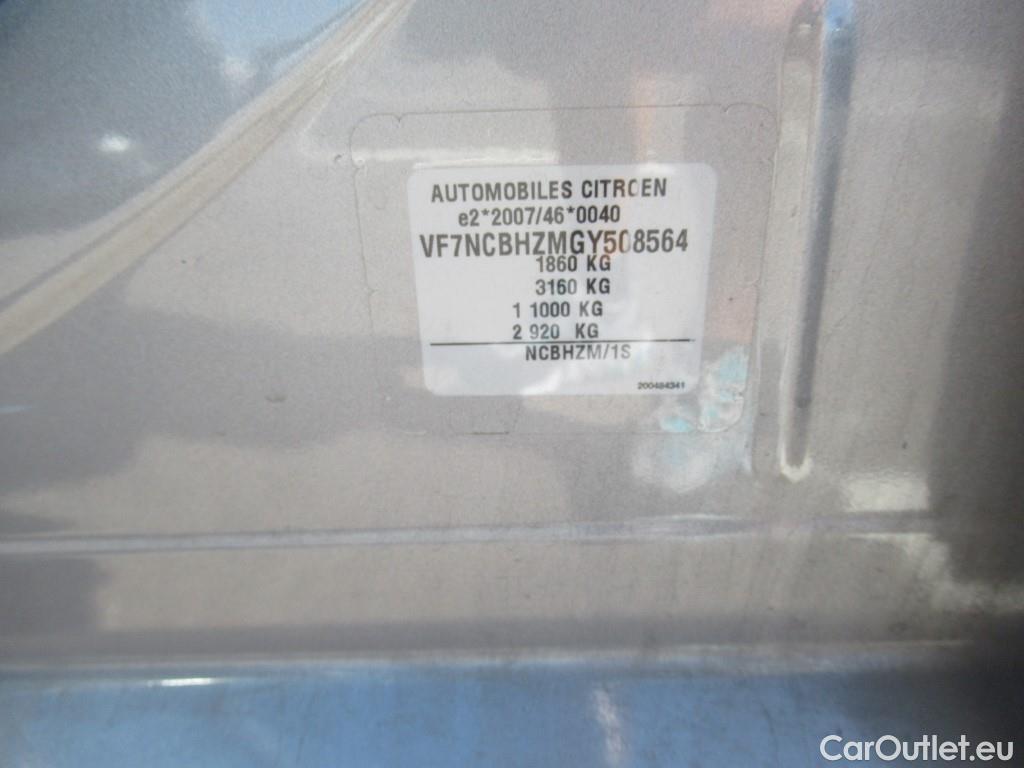 AUTOMOBILES CITROEN
e2*2007/46*0040
VF7NCBHZMGY508564
1860 KG
3160 KG
1 1000 KG
2 920 KG
NCBHZM/1S
200484341
CarOutlet.eu